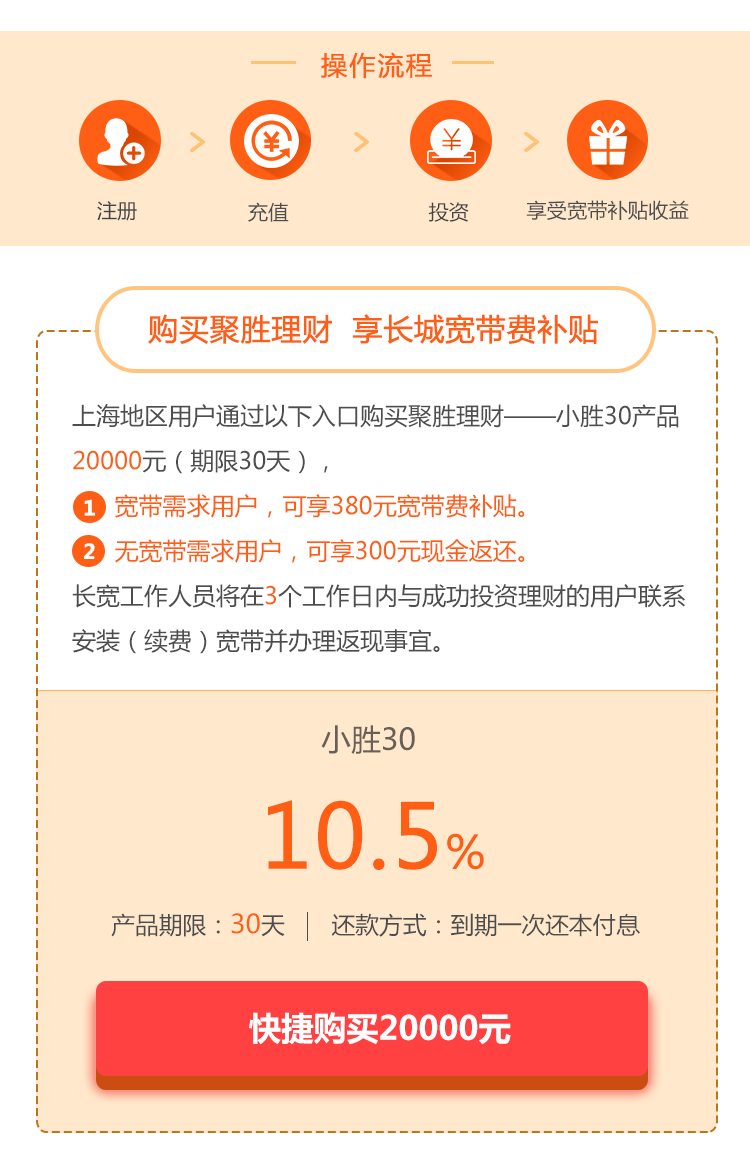 操作流程
注册
充值
投资
享受宽带补贴收益
购买聚胜理财 享长城宽带费补贴
上海地区用户通过以下入口购买聚胜理财——小胜30产品
20000元（期限30天），
1 宽带需求用户，可享380元宽带费补贴。
2 无宽带需求用户，可享300元现金返还。
长宽工作人员将在3个工作日内与成功投资理财的用户联系
安装（续费）宽带并办理返现事宜。
小胜30
10.5%
产品期限：30天 | 还款方式：到期一次还本付息
快捷购买20000元